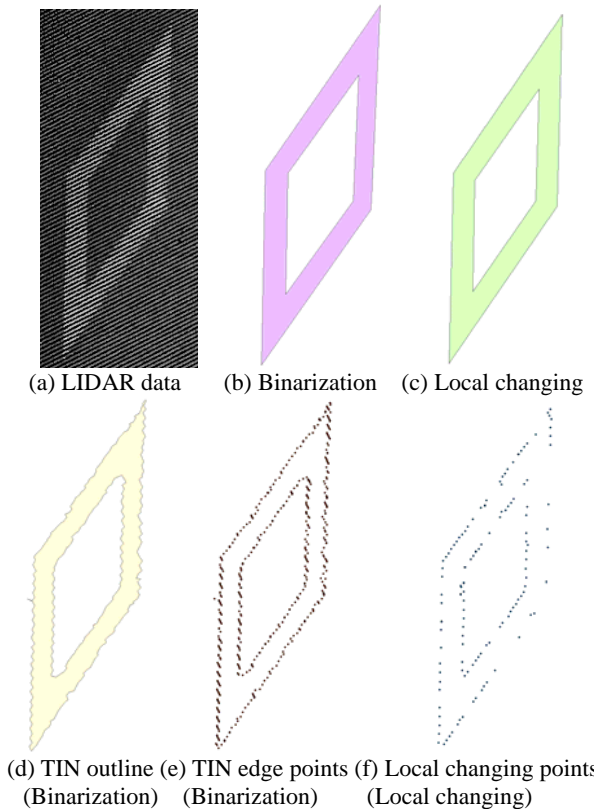 (a) LIDAR data (b) Binarization (c) Local changing
(d) TIN outline (e) TIN edge points (f) Local changing points
(Binarization) (Binarization) (Local changing)